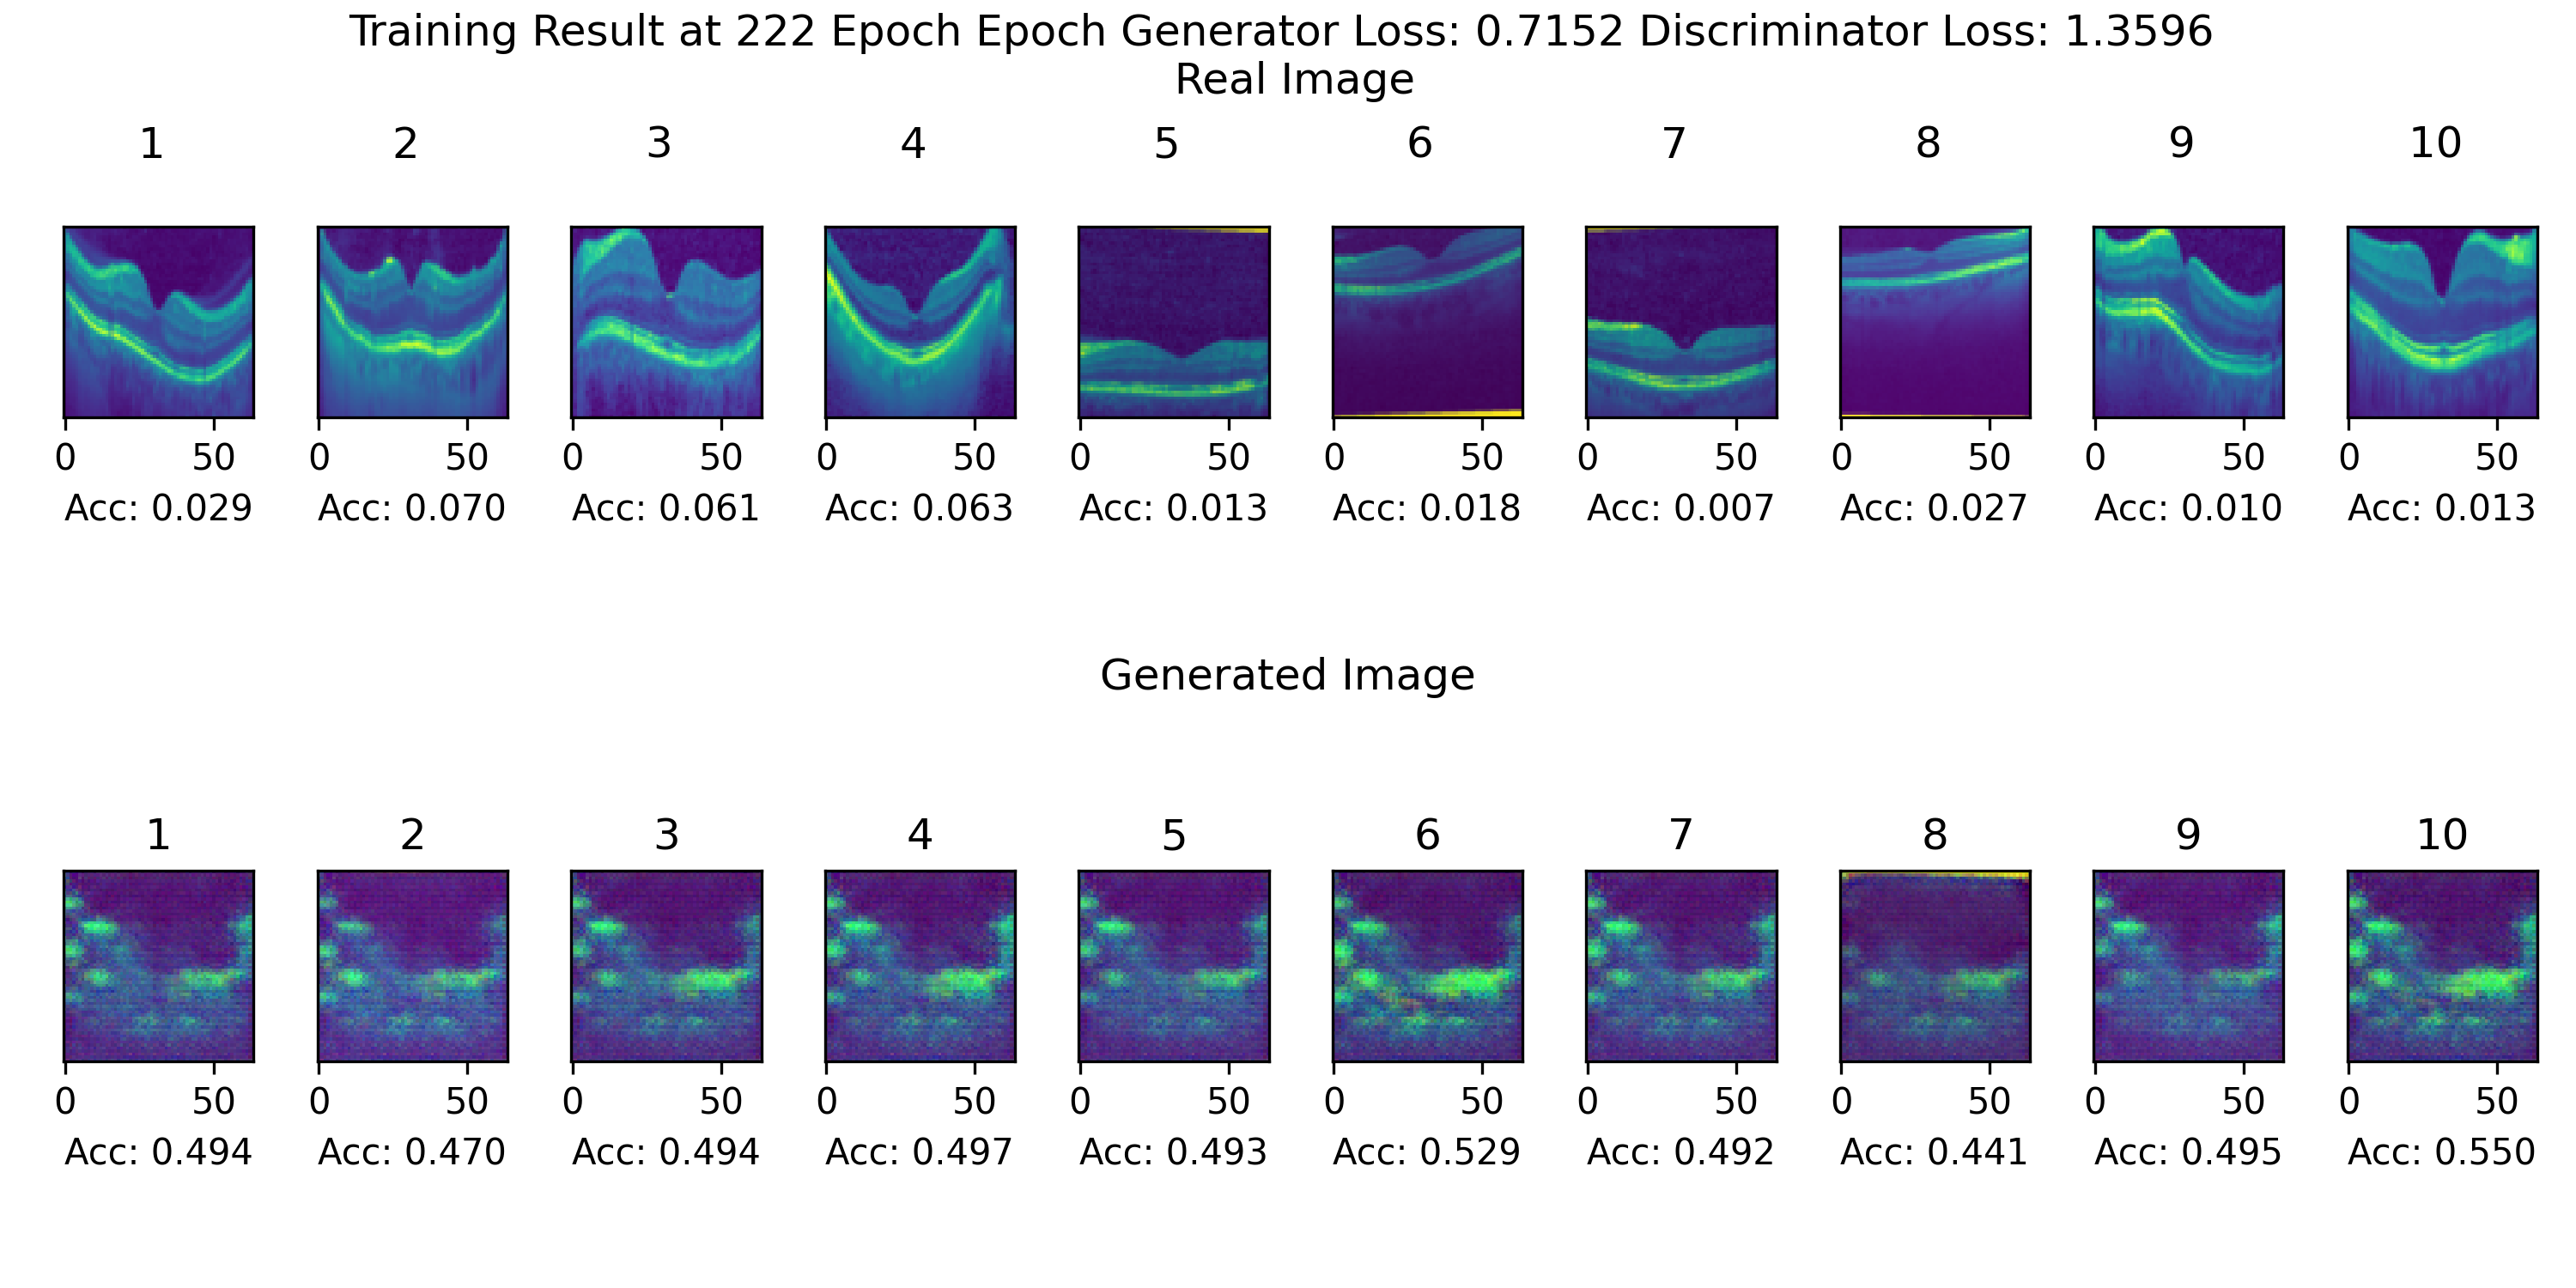 Training Result at 222 Epoch Epoch Generator Loss: 0.7152 Discriminator Loss: 1.3596
Real Image
1 2 3 4 5 6 7 8 9 10
0 50 0 50 0 50 0 50 0 50 0 50 0 50 0 50 0 50 0 50
Acc: 0.029 Acc: 0.070 Acc: 0.061 Acc: 0.063 Acc: 0.013 Acc: 0.018 Acc: 0.007 Acc: 0.027 Acc: 0.010 Acc: 0.013
Generated Image
1 2 3 4 5 6 7 8 9 10
0 50 0 50 0 50 0 50 0 50 0 50 0 50 0 50 0 50 0 50
Acc: 0.494 Acc: 0.470 Acc: 0.494 Acc: 0.497 Acc: 0.493 Acc: 0.529 Acc: 0.492 Acc: 0.441 Acc: 0.495 Acc: 0.550